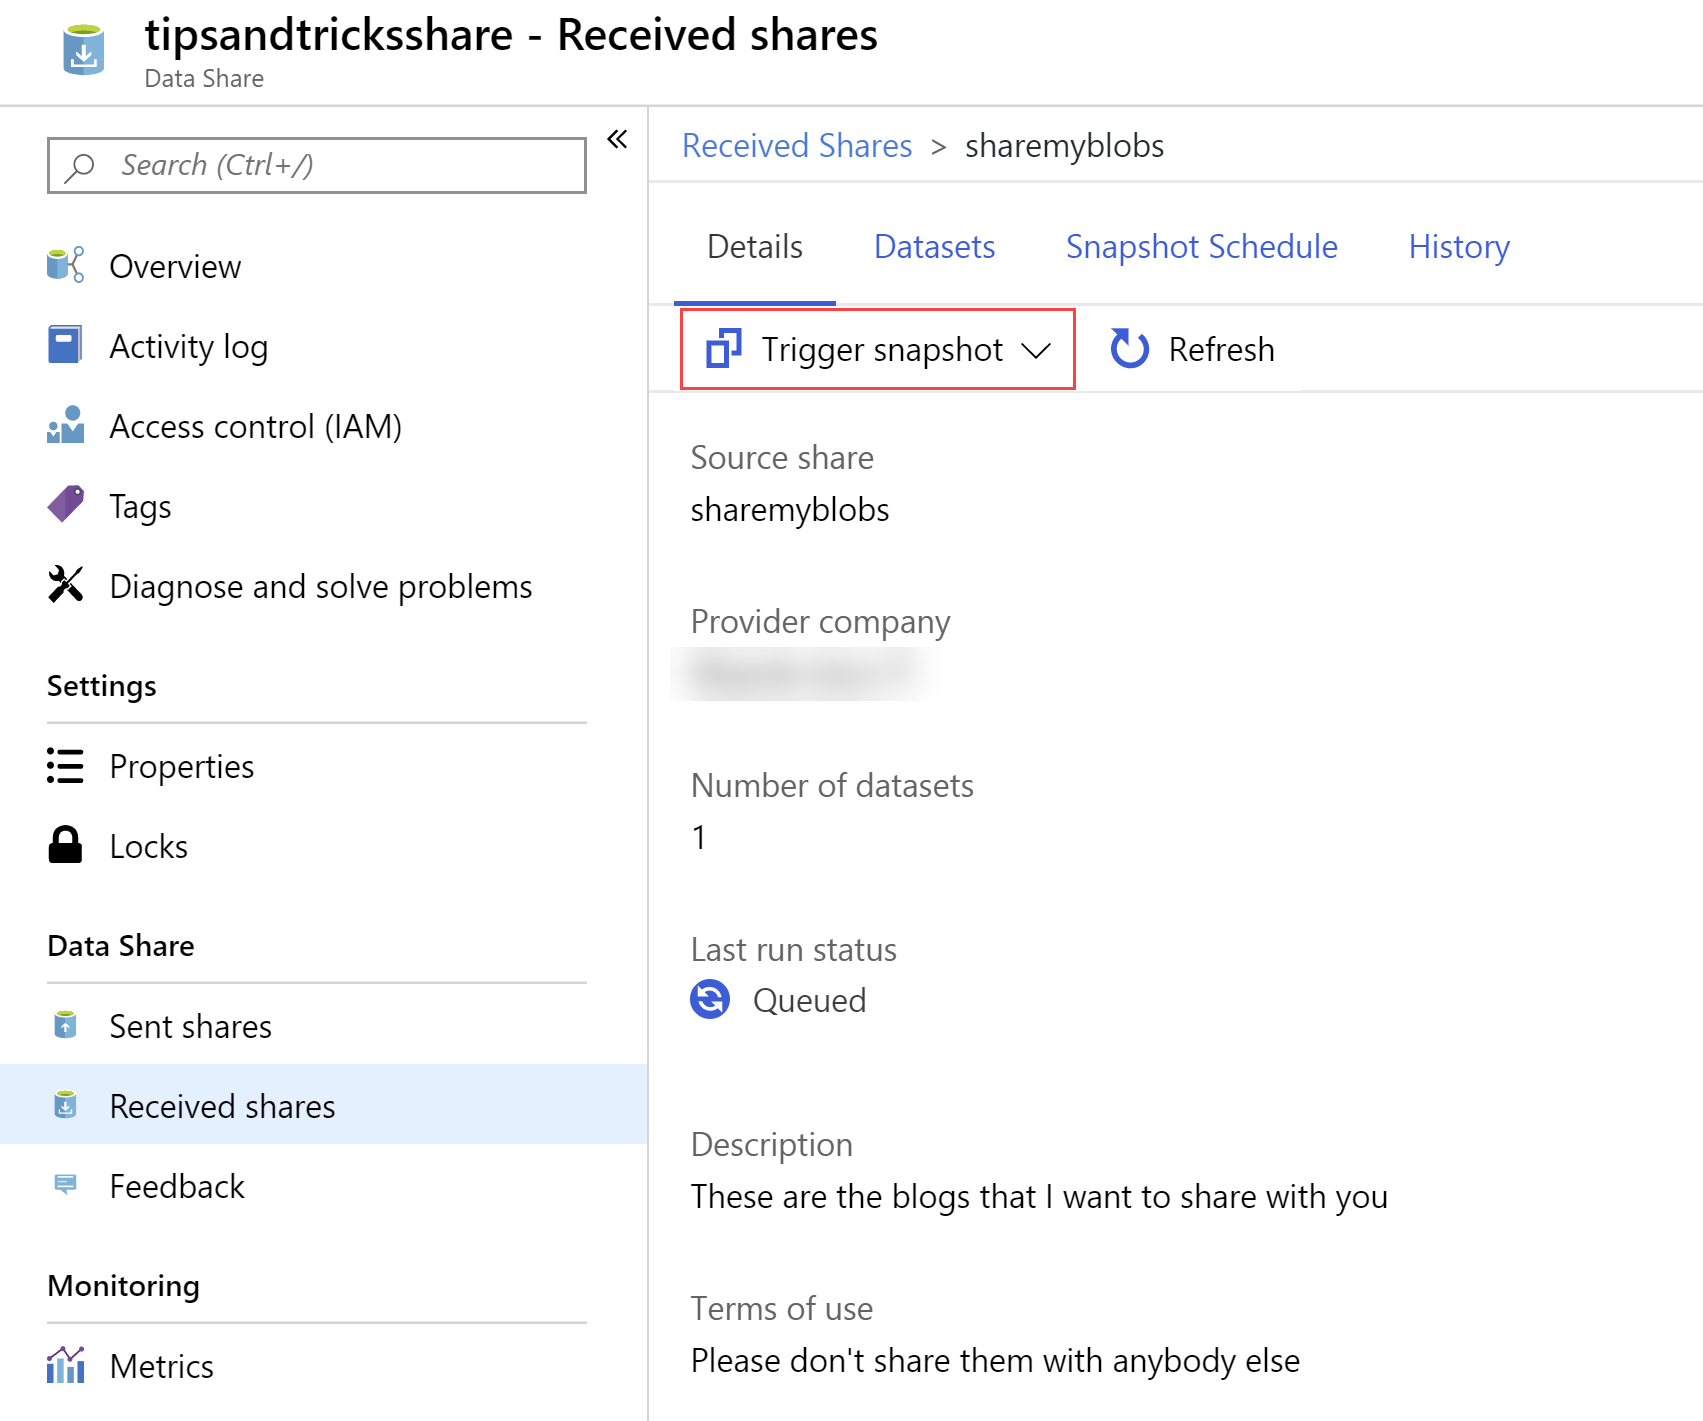 tipsandtricksshare - Received shares
Data Share
Search (Ctrl+/)
Overview
Activity log
Access control (IAM)
Tags
Diagnose and solve problems
Settings
Properties
Locks
Data Share
Sent shares
Received shares
Feedback
Monitoring
Metrics
Received Shares > sharemyblobs
Details Datasets Snapshot Schedule History
Trigger snapshot Refresh
Source share
sharemyblobs
Provider company
Number of datasets
1
Last run status
Queued
Description
These are the blogs that I want to share with you
Terms of use
Please don't share them with anybody else